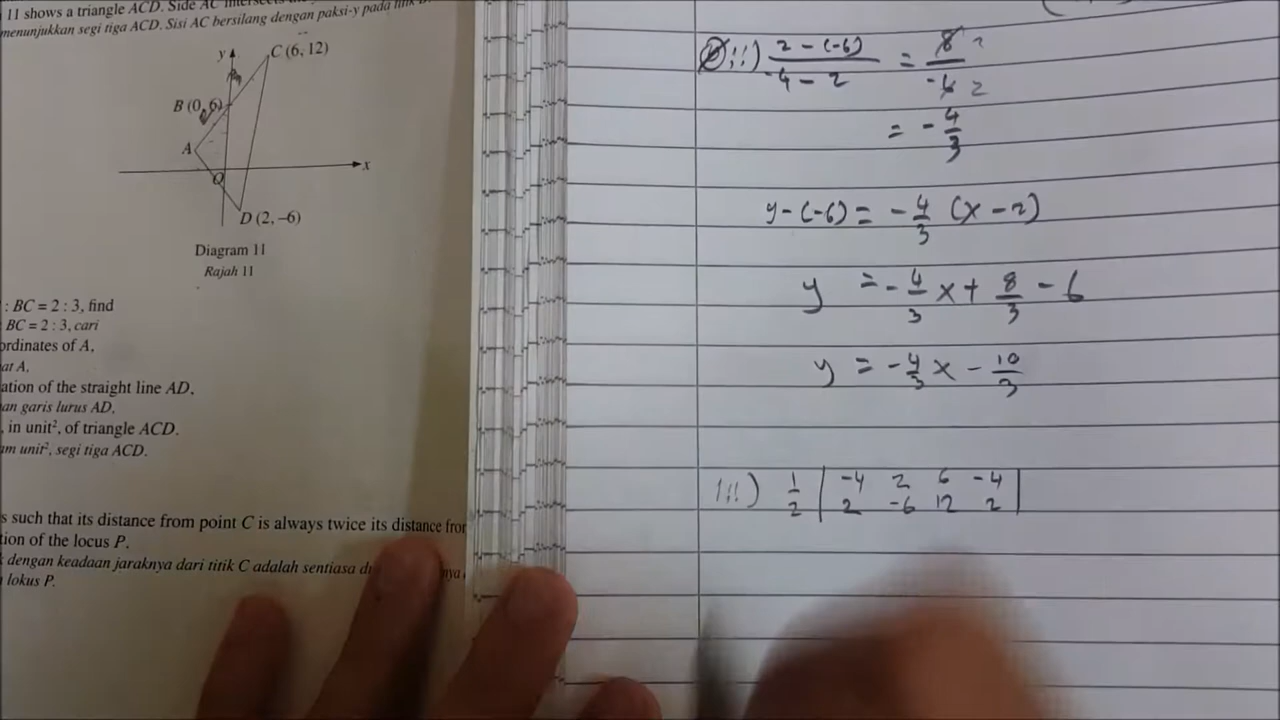 11 shows a triangle ACD. Side AC intersects
menunjukkan segi tiga ACD. Sisi AC bersilang dengan paksi-y pada titik
y
C (6, 12)
B (0, 6)
A
x
O
D (2, –6)
Diagram 11
Rajah 11
: BC = 2 : 3, find
BC = 2 : 3, cari
ordinates of A,
at A,
ation of the straight line AD,
an garis lurus AD,
, in unit², of triangle ACD.
am unit², segi tiga ACD.
s such that its distance from point C is always twice its distance from
tion of the locus P.
dengan keadaan jaraknya dari titik C adalah sentiasa
lokus P.
ii) 2 - (-6) / -4 - 2 = 8 / -6
= - 4/3
y - (-6) = - 4/3 (x - 2)
y = - 4/3 x + 8/3 - 6
y = - 4/3 x - 10/3
iii) 1/2 | -4 2 6 -4 |
2 -6 12 2